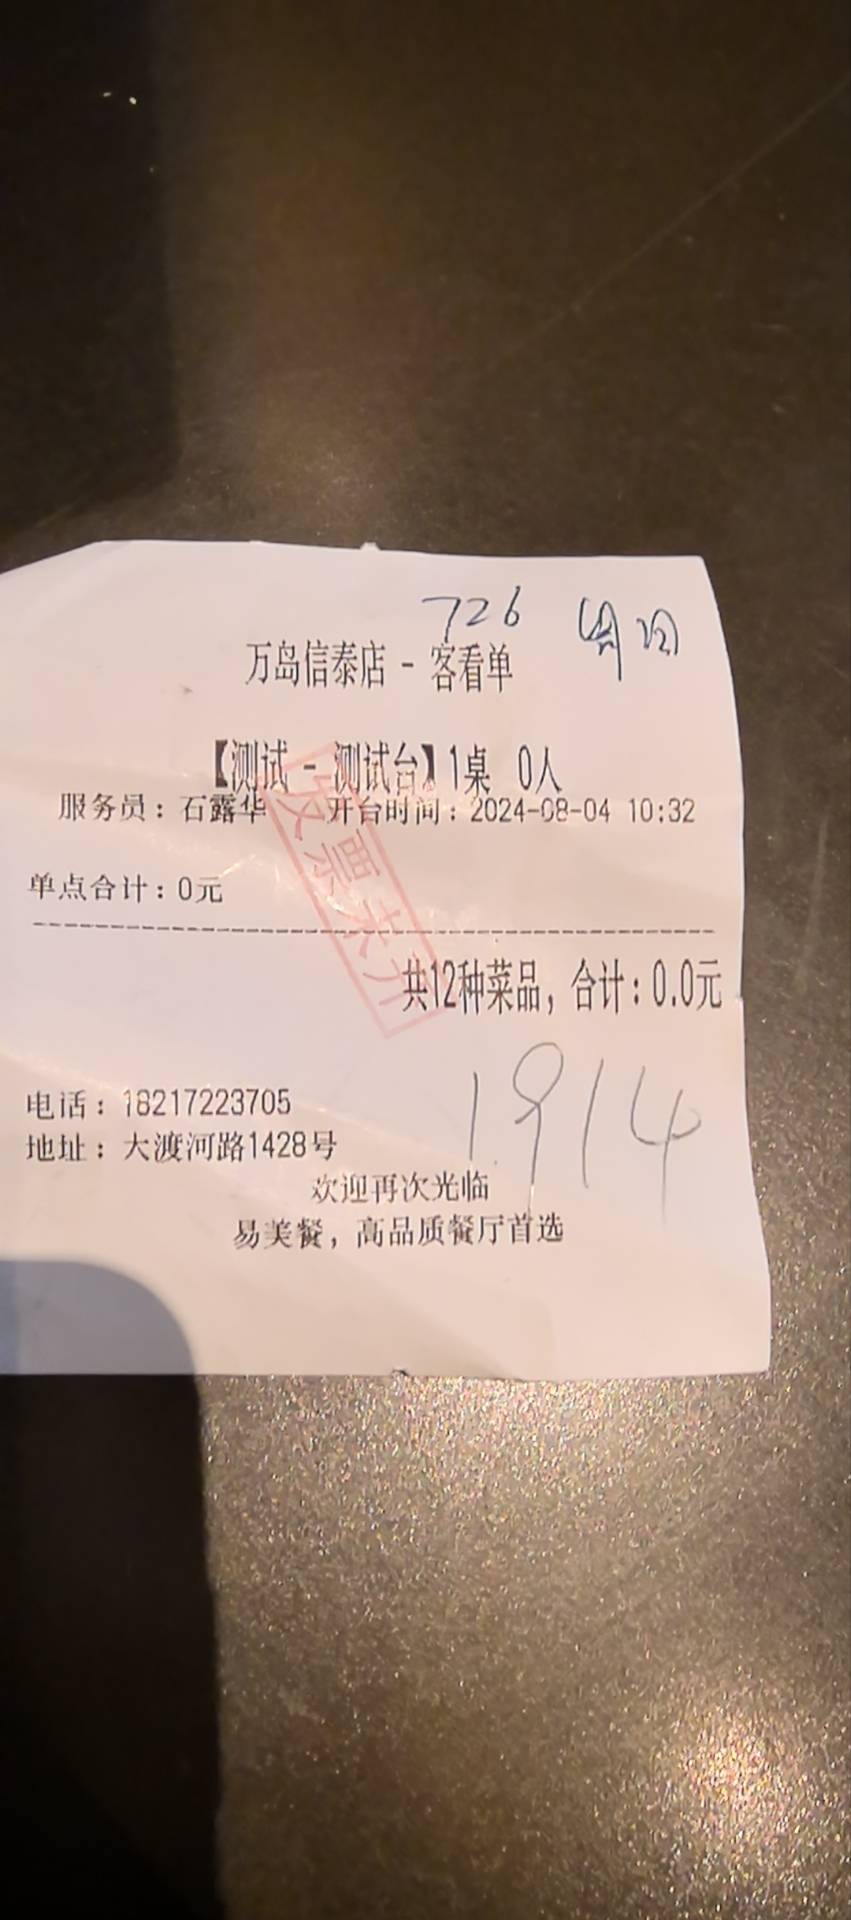 726
万岛信泰店 - 客看单
【测试 - 测试台】1桌 0人
服务员：石露华 开台时间：2024-08-04 10:32
发票未开
单点合计：0元
共12种菜品，合计：0.0元
1914
电话：18217223705
地址：大渡河路1428号
欢迎再次光临
易美餐，高品质餐厅首选